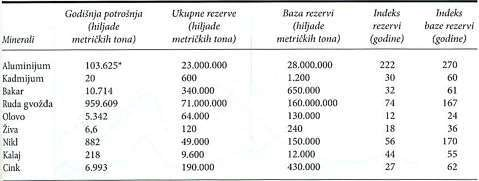 Godišnja potrošnja Ukupne rezerve Baza rezervi Indeks Indeks
(hiljade (hiljade (hiljade rezervi baze rezervi
Minerali metričkih tona) metričkih tona) metričkih tona) (godine) (godine)
Aluminijum 103.625* 23.000.000 28.000.000 222 270
Kadmijum 20 600 1.200 30 60
Bakar 10.714 340.000 650.000 32 61
Ruda gvožđa 959.609 71.000.000 160.000.000 74 167
Olovo 5.342 64.000 130.000 12 24
Živa 6,6 120 240 18 36
Nikl 882 49.000 150.000 56 170
Kalaj 218 9.600 12.000 44 55
Cink 6.993 190.000 430.000 27 62